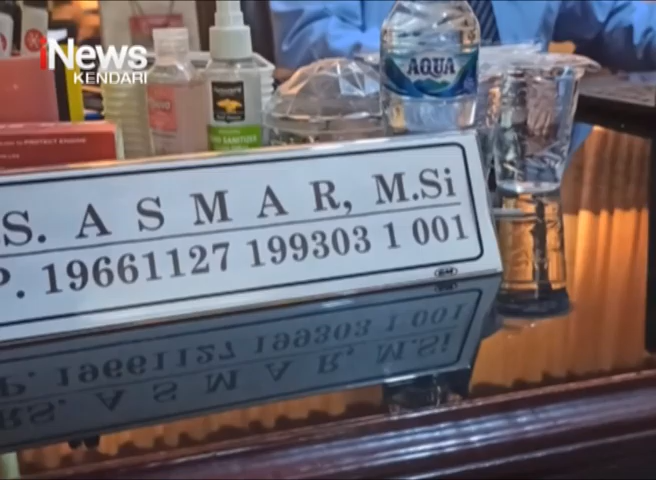 iNews
KENDARI
AQUA
S. A S M A R, M.Si
P. 19661127 199303 1 001